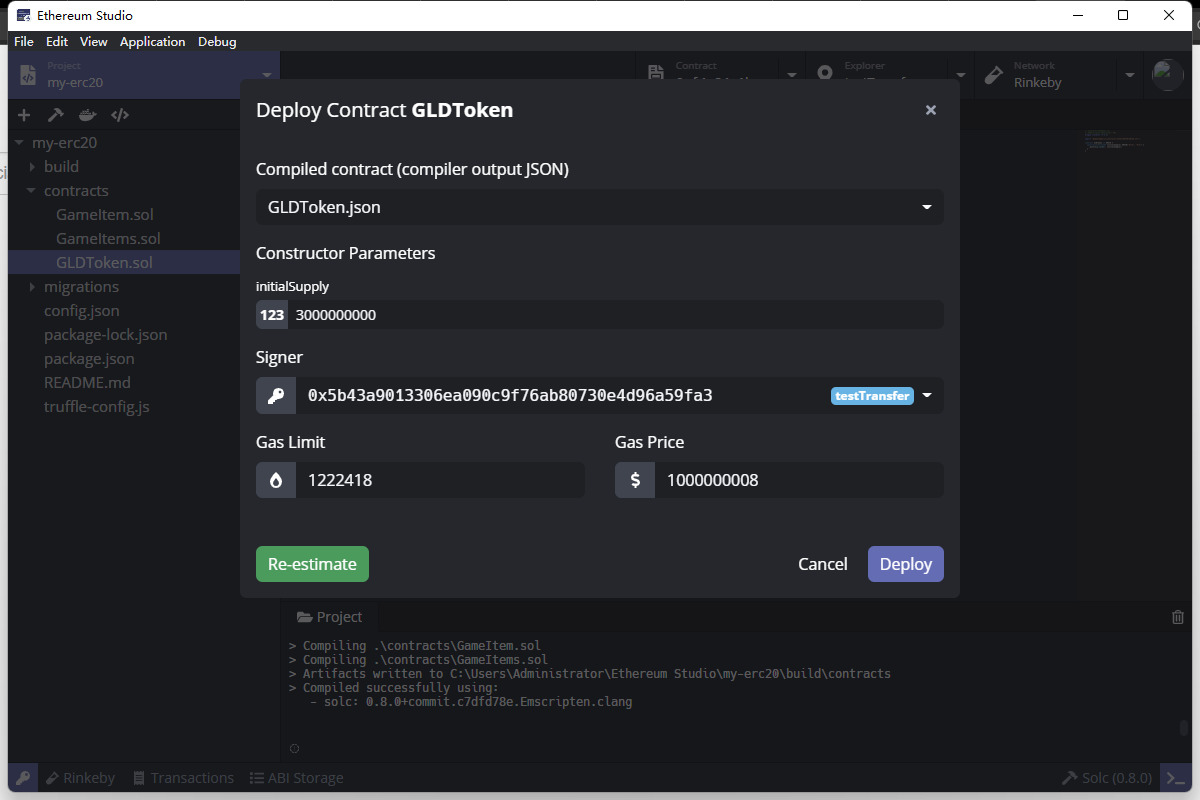 Ethereum Studio
File Edit View Application Debug
Project
my-erc20
Contract
Explorer
Network
Rinkeby
my-erc20
build
contracts
GameItem.sol
GameItems.sol
GLDToken.sol
migrations
config.json
package-lock.json
package.json
README.md
truffle-config.js
Deploy Contract GLDToken
Compiled contract (compiler output JSON)
GLDToken.json
Constructor Parameters
initialSupply
123 3000000000
Signer
0x5b43a9013306ea090c9f76ab80730e4d96a59fa3 testTransfer
Gas Limit Gas Price
1222418 1000000008
Re-estimate Cancel Deploy
Project
> Compiling .\contracts\GameItem.sol
> Compiling .\contracts\GameItems.sol
> Artifacts written to C:\Users\Administrator\Ethereum Studio\my-erc20\build\contracts
> Compiled successfully using:
- solc: 0.8.0+commit.c7dfd78e.Emscripten.clang
Rinkeby Transactions ABI Storage Solc (0.8.0)